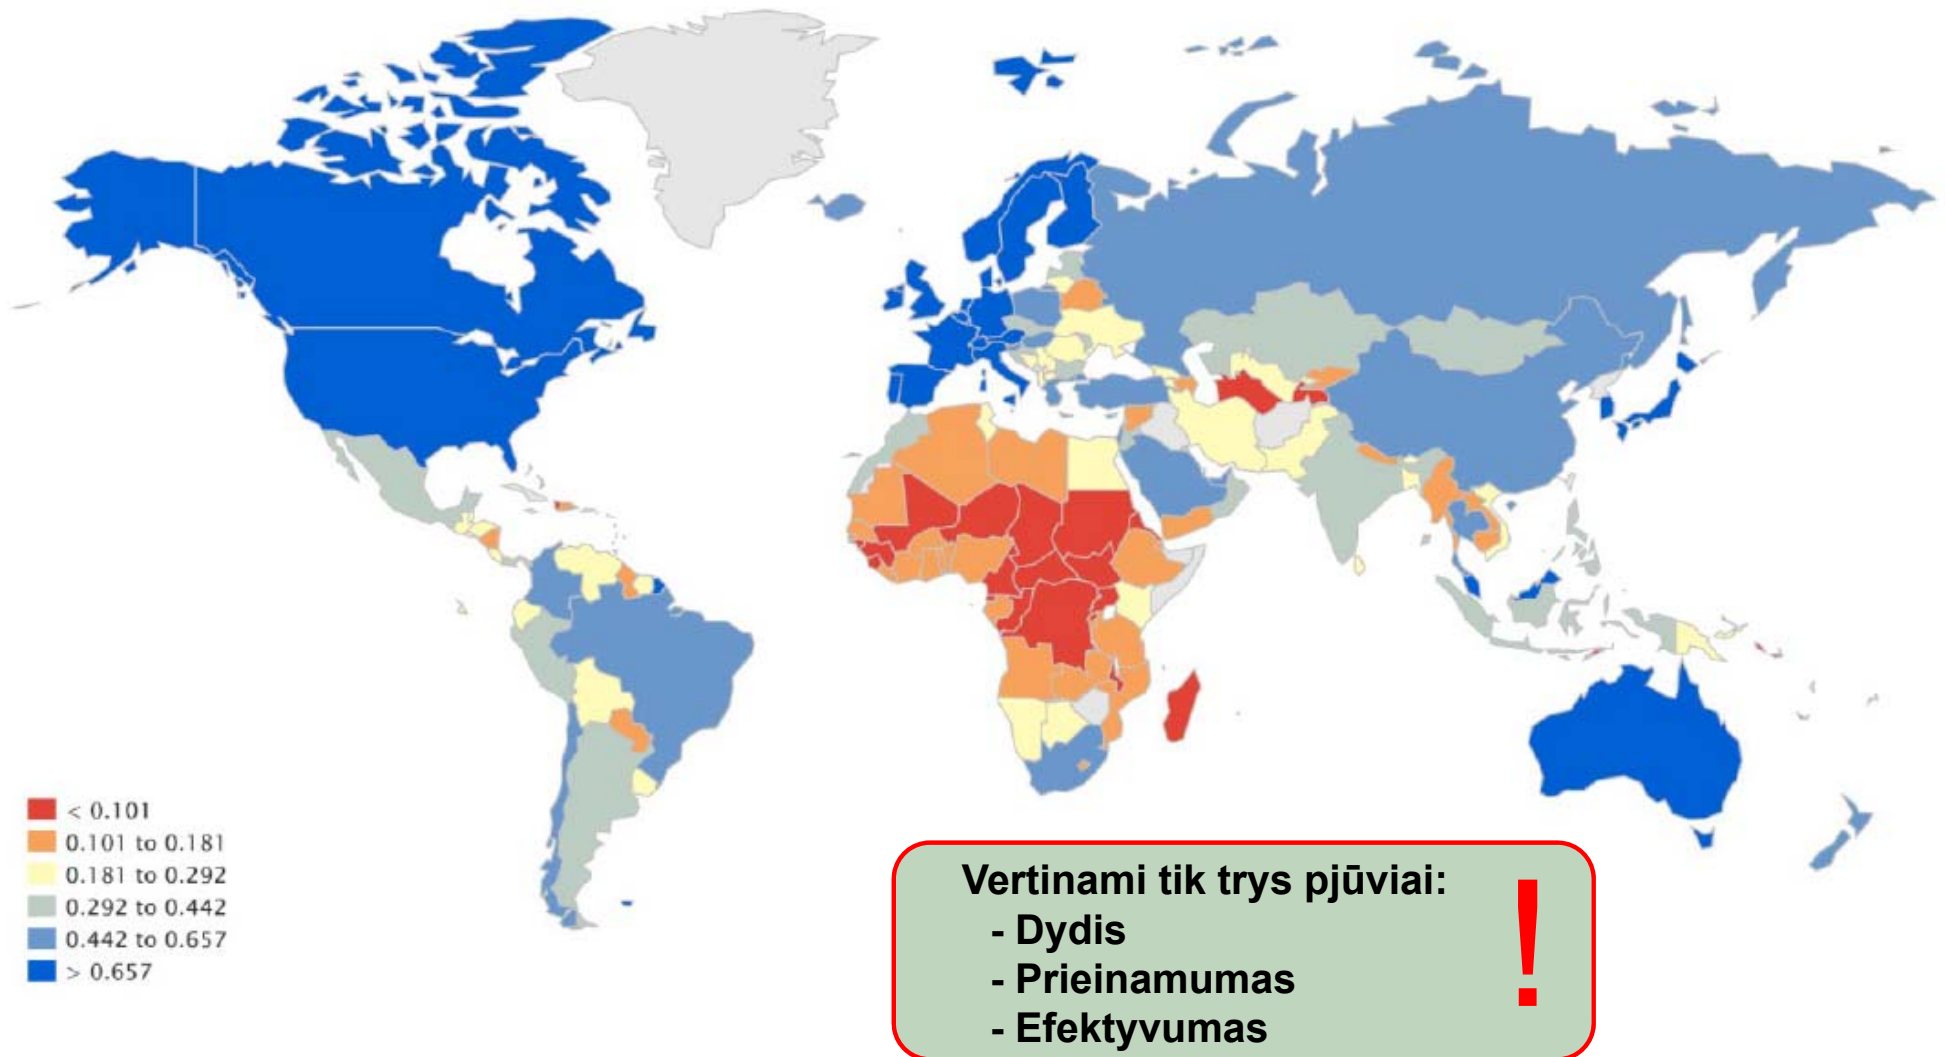 < 0.101
0.101 to 0.181
0.181 to 0.292
0.292 to 0.442
0.442 to 0.657
> 0.657
Vertinami tik trys pjūviai:
- Dydis
- Prieinamumas
- Efektyvumas
!